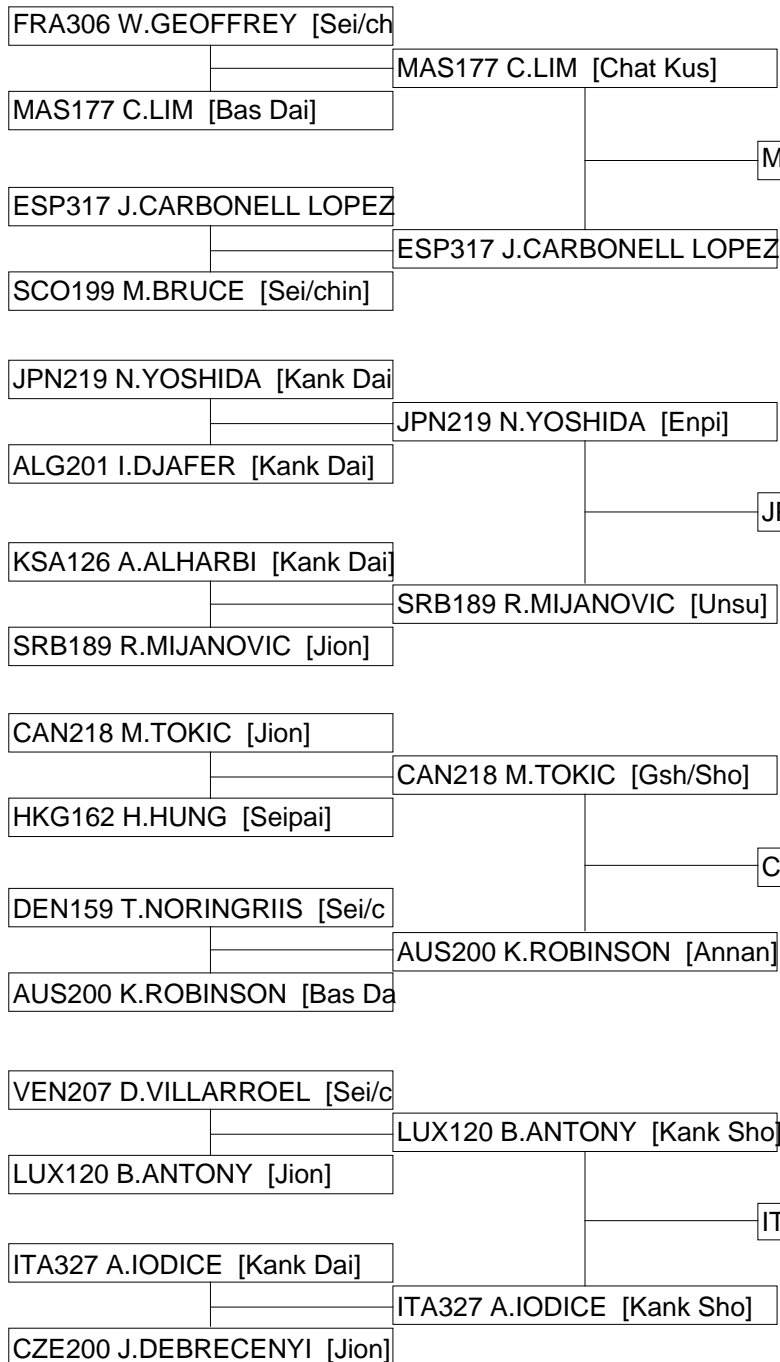 FRA306 W.GEOFFREY [Sei/ch
MAS177 C.LIM [Chat Kus]
MAS177 C.LIM [Bas Dai]
M
ESP317 J.CARBONELL LOPEZ
ESP317 J.CARBONELL LOPEZ
SCO199 M.BRUCE [Sei/chin]
JPN219 N.YOSHIDA [Kank Dai
JPN219 N.YOSHIDA [Enpi]
ALG201 I.DJAFER [Kank Dai]
KSA126 A.ALHARBI [Kank Dai]
SRB189 R.MIJANOVIC [Unsu]
SRB189 R.MIJANOVIC [Jion]
CAN218 M.TOKIC [Jion]
CAN218 M.TOKIC [Gsh/Sho]
HKG162 H.HUNG [Seipai]
C
DEN159 T.NORINGRIIS [Sei/c
AUS200 K.ROBINSON [Annan]
AUS200 K.ROBINSON [Bas Da
VEN207 D.VILLARROEL [Sei/c
LUX120 B.ANTONY [Kank Sho]
LUX120 B.ANTONY [Jion]
IT
ITA327 A.IODICE [Kank Dai]
ITA327 A.IODICE [Kank Sho]
CZE200 J.DEBRECENYI [Jion]